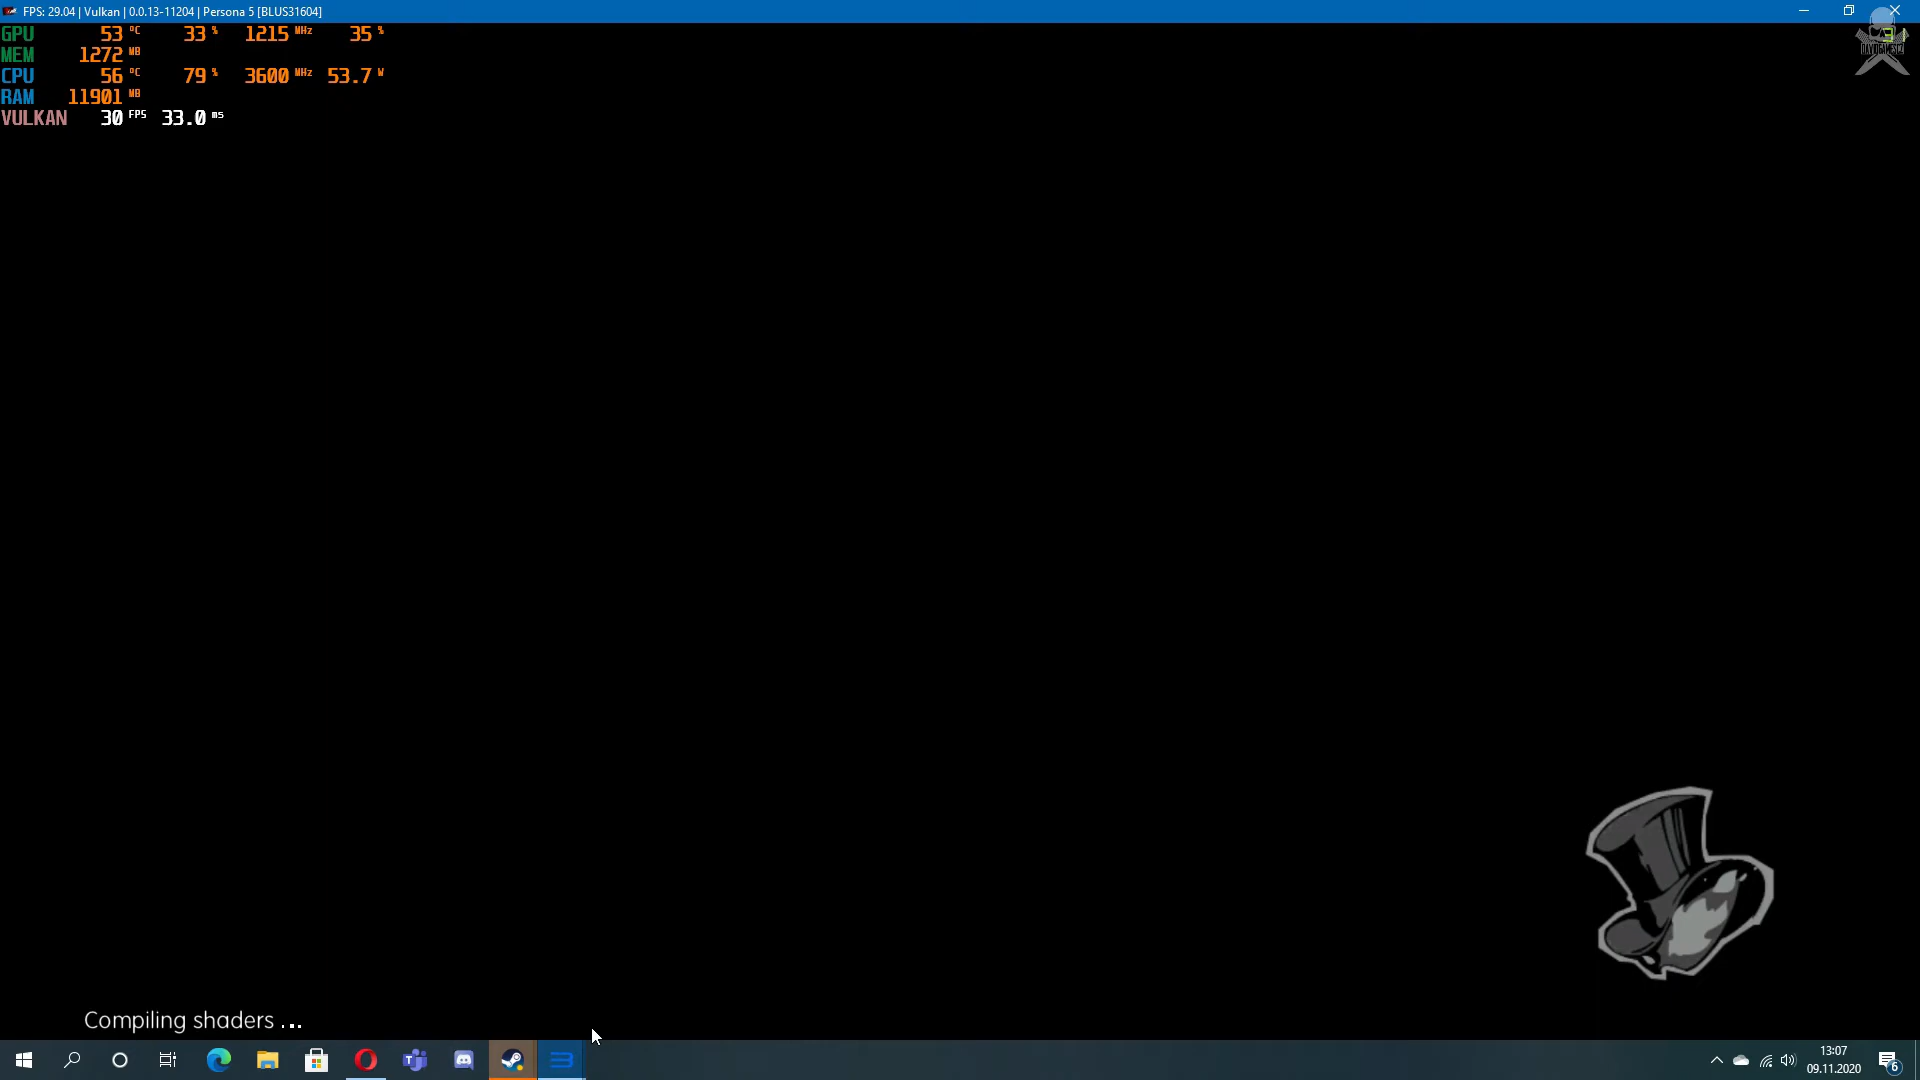 FPS: 29.04 | Vulkan | 0.0.13-11204 | Persona 5 [BLUS31604]
GPU 53 °C 33 % 1215 MHz 35 %
MEM 1272 MB
CPU 56 °C 79 % 3600 MHz 53.7 W
RAM 11901 MB
VULKAN 30 FPS 33.0 ms
Compiling shaders ...
13:07
09.11.2020
6